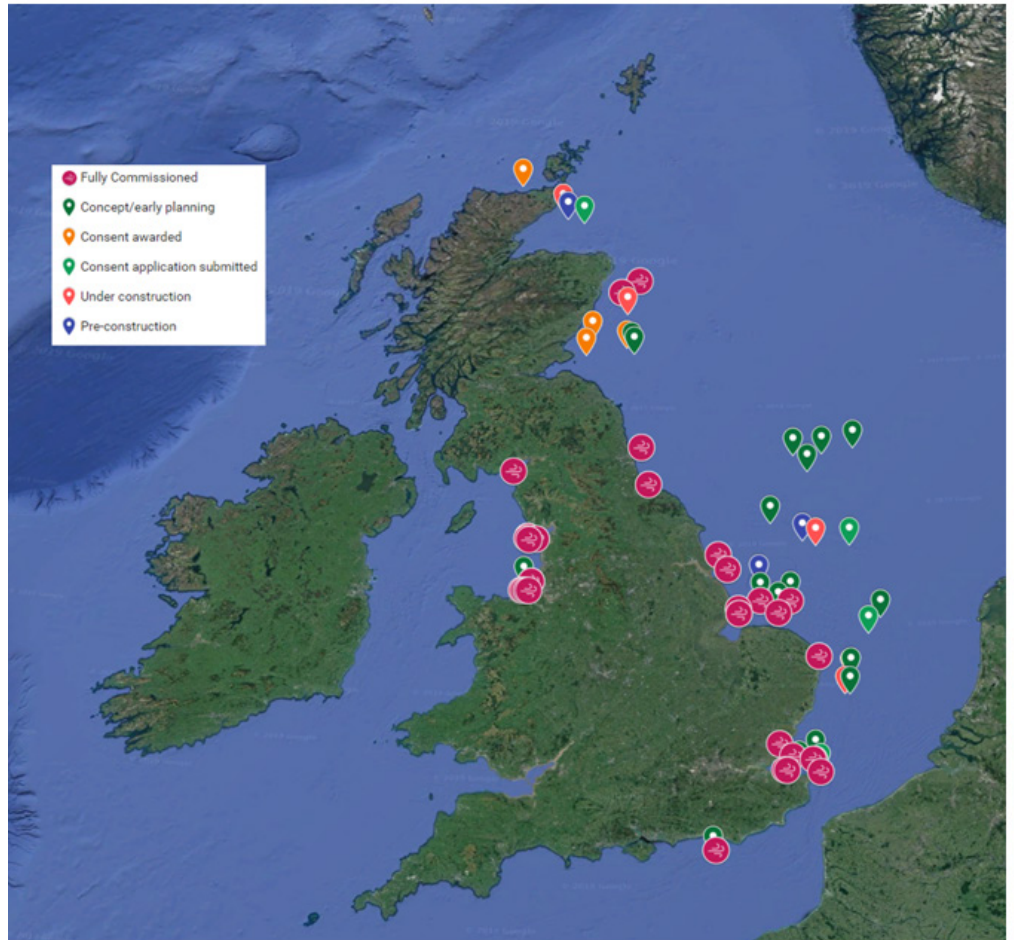 Fully Commissioned
Concept/early planning
Consent awarded
Consent application submitted
Under construction
Pre-construction